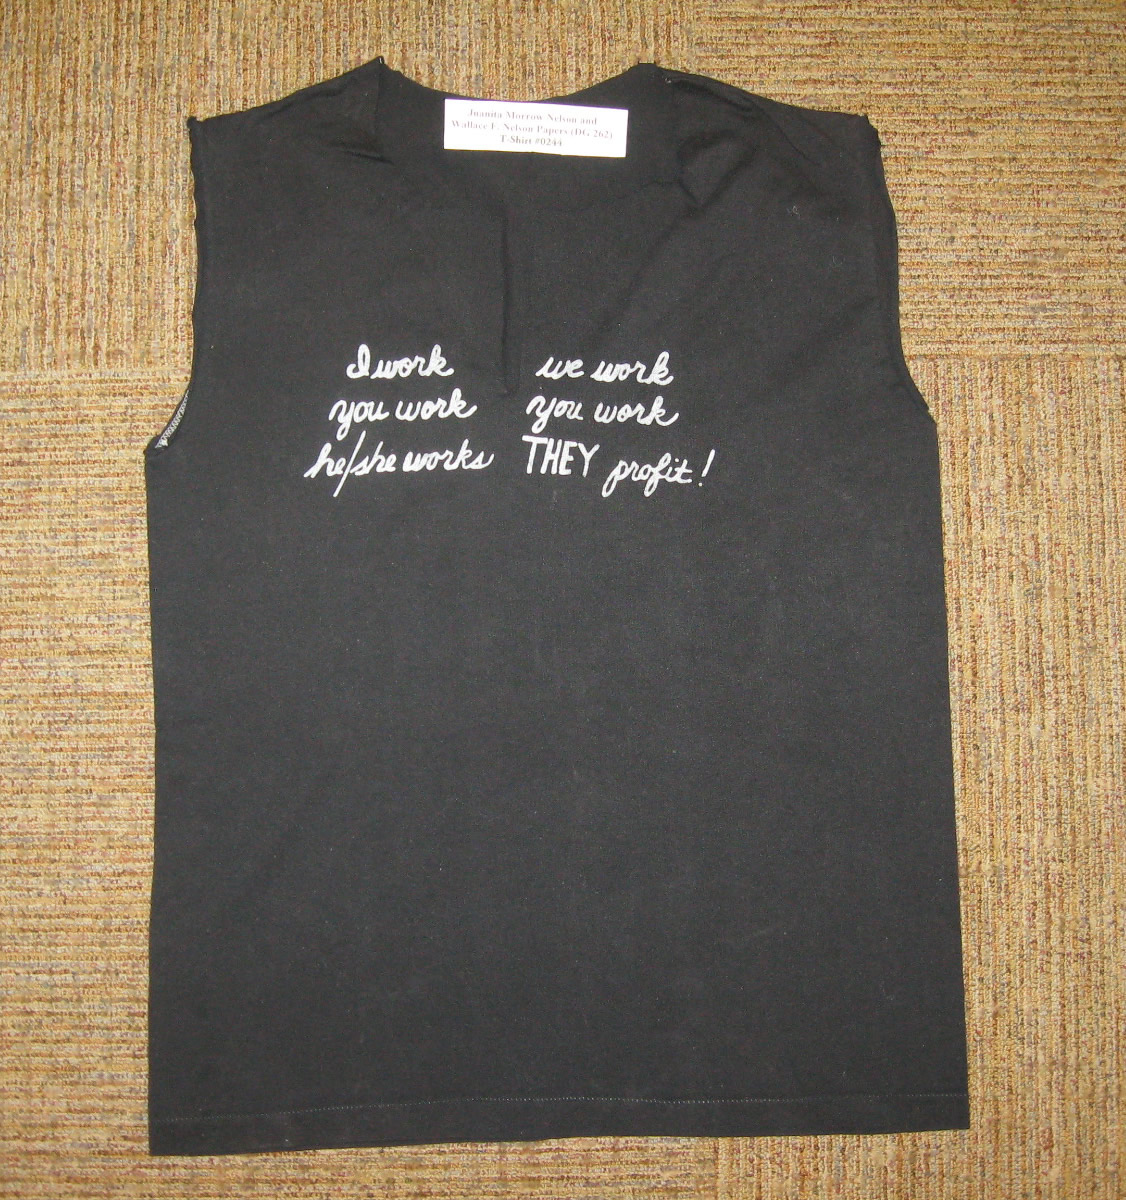 Juanita Morrow Nelson and
Wallace F. Nelson Papers (DG 262)
T-Shirt #0244
I work
you work
he/she works
we work
you work
THEY profit!